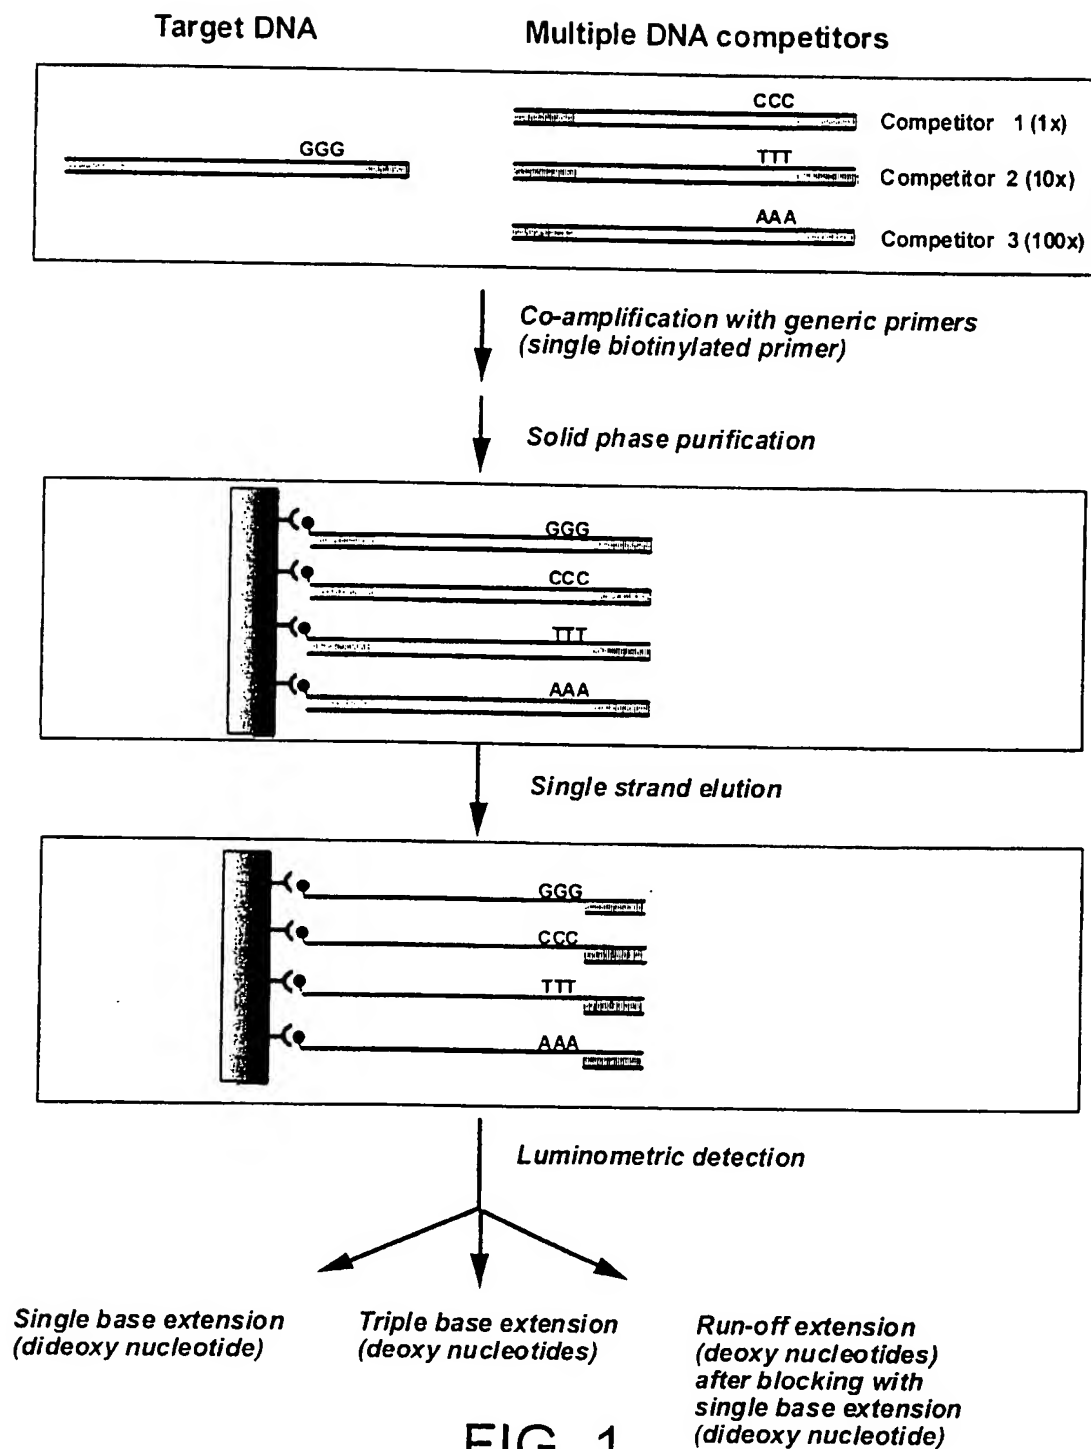 Target DNA
Multiple DNA competitors
CCC
Competitor 1 (1x)
GGG
TTT
Competitor 2 (10x)
AAA
Competitor 3 (100x)
Co-amplification with generic primers
(single biotinylated primer)
Solid phase purification
GGG
CCC
TTT
AAA
Single strand elution
GGG
CCC
TTT
AAA
Luminometric detection
Single base extension
(dideoxy nucleotide)
Triple base extension
(deoxy nucleotides)
Run-off extension
(deoxy nucleotides)
after blocking with
single base extension
(dideoxy nucleotide)
FIG. 1